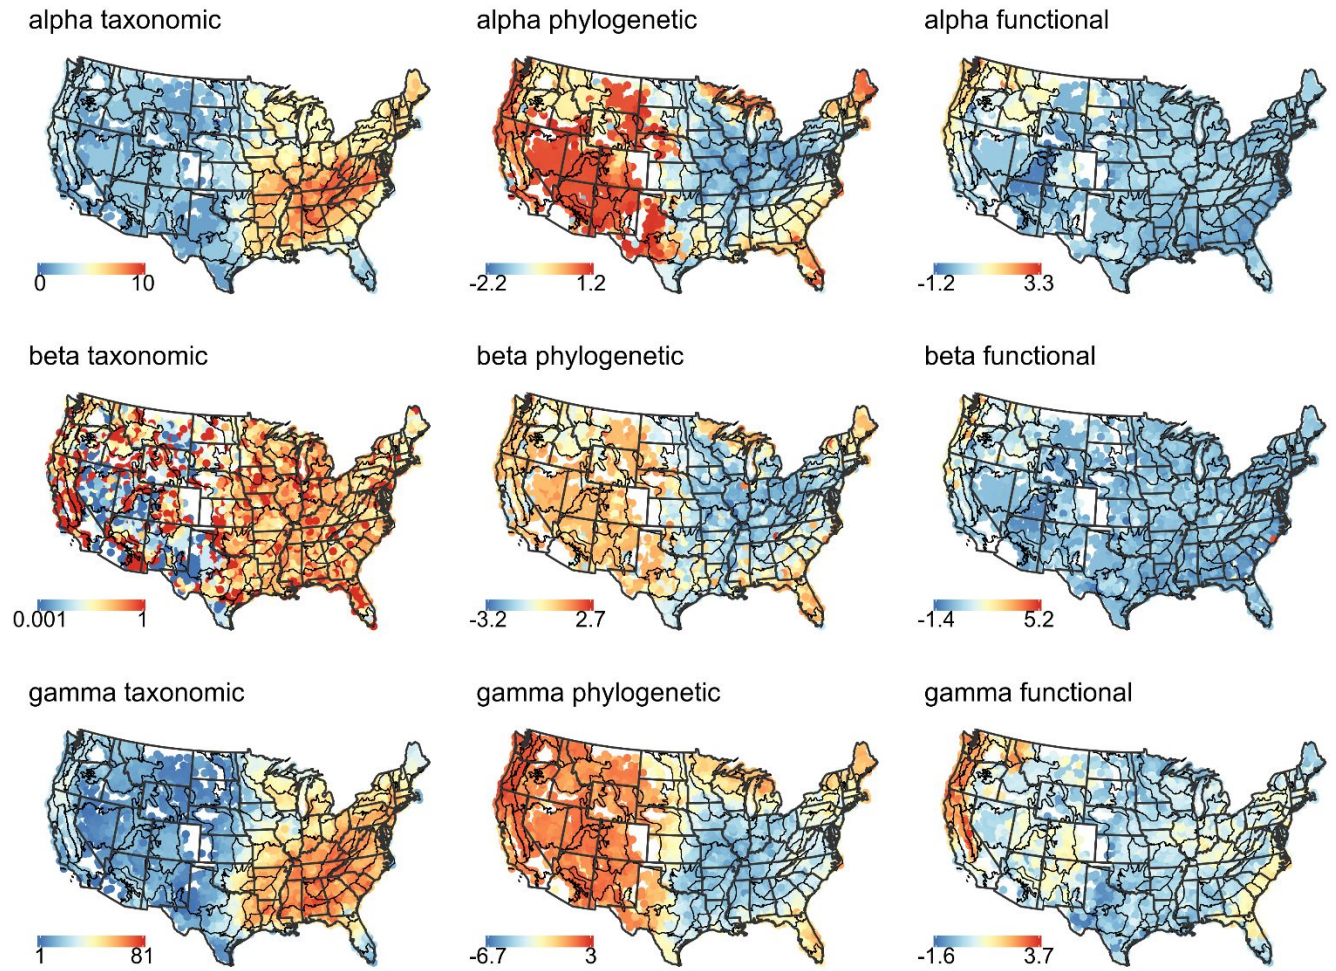 alpha taxonomic
alpha phylogenetic
alpha functional
0 10
-2.2 1.2
-1.2 3.3
beta taxonomic
beta phylogenetic
beta functional
0.001 1
-3.2 2.7
-1.4 5.2
gamma taxonomic
gamma phylogenetic
gamma functional
1 81
-6.7 3
-1.6 3.7